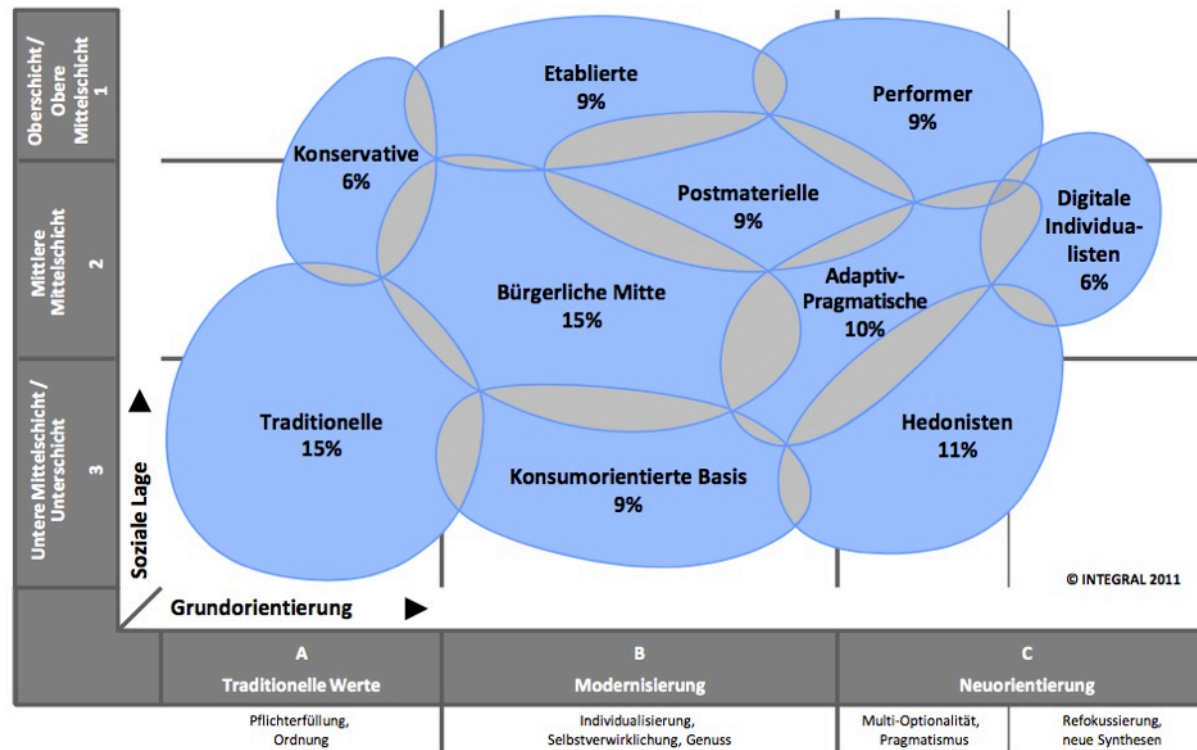 Oberschicht /
Obere
Mittelschicht
1
Mittlere
Mittelschicht
2
Untere Mittelschicht /
Unterschicht
3
Soziale Lage
Etablierte
9%
Performer
9%
Konservative
6%
Postmaterielle
9%
Digitale
Individua-
listen
6%
Bürgerliche Mitte
15%
Adaptiv-
Pragmatische
10%
Traditionelle
15%
Hedonisten
11%
Konsumorientierte Basis
9%
© INTEGRAL 2011
Grundorientierung
A
Traditionelle Werte
B
Modernisierung
C
Neuorientierung
Pflichterfüllung,
Ordnung
Individualisierung,
Selbstverwirklichung, Genuss
Multi-Optionalität,
Pragmatismus
Refokussierung,
neue Synthesen